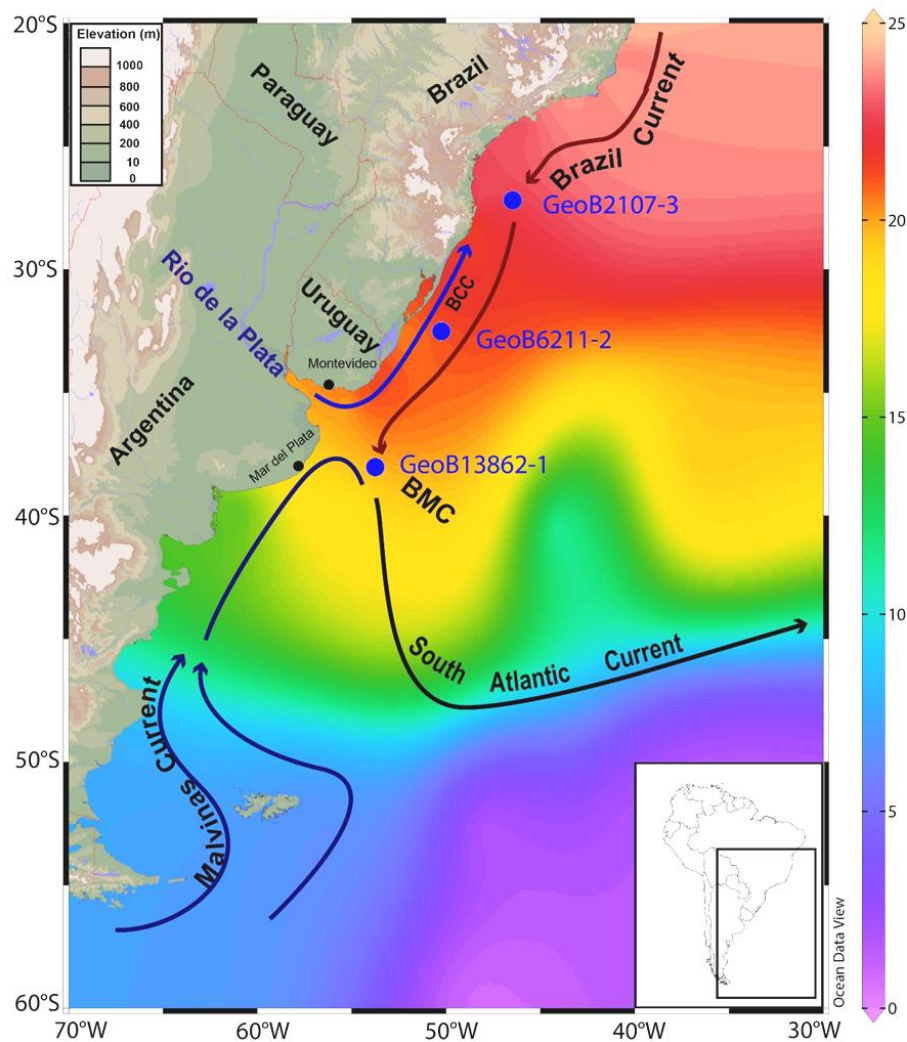 Elevation (m)
1000
800
600
400
200
10
0
20°S
30°S
40°S
50°S
60°S
70°W
60°W
50°W
40°W
30°W
Paraguay
Brazil
Brazil Current
GeoB2107-3
Rio de la Plata
Uruguay
BCC
GeoB6211-2
Montevideo
Argentina
Mar del Plata
GeoB13862-1
BMC
South Atlantic Current
Malvinas Current
Ocean Data View
25
20
15
10
5
0